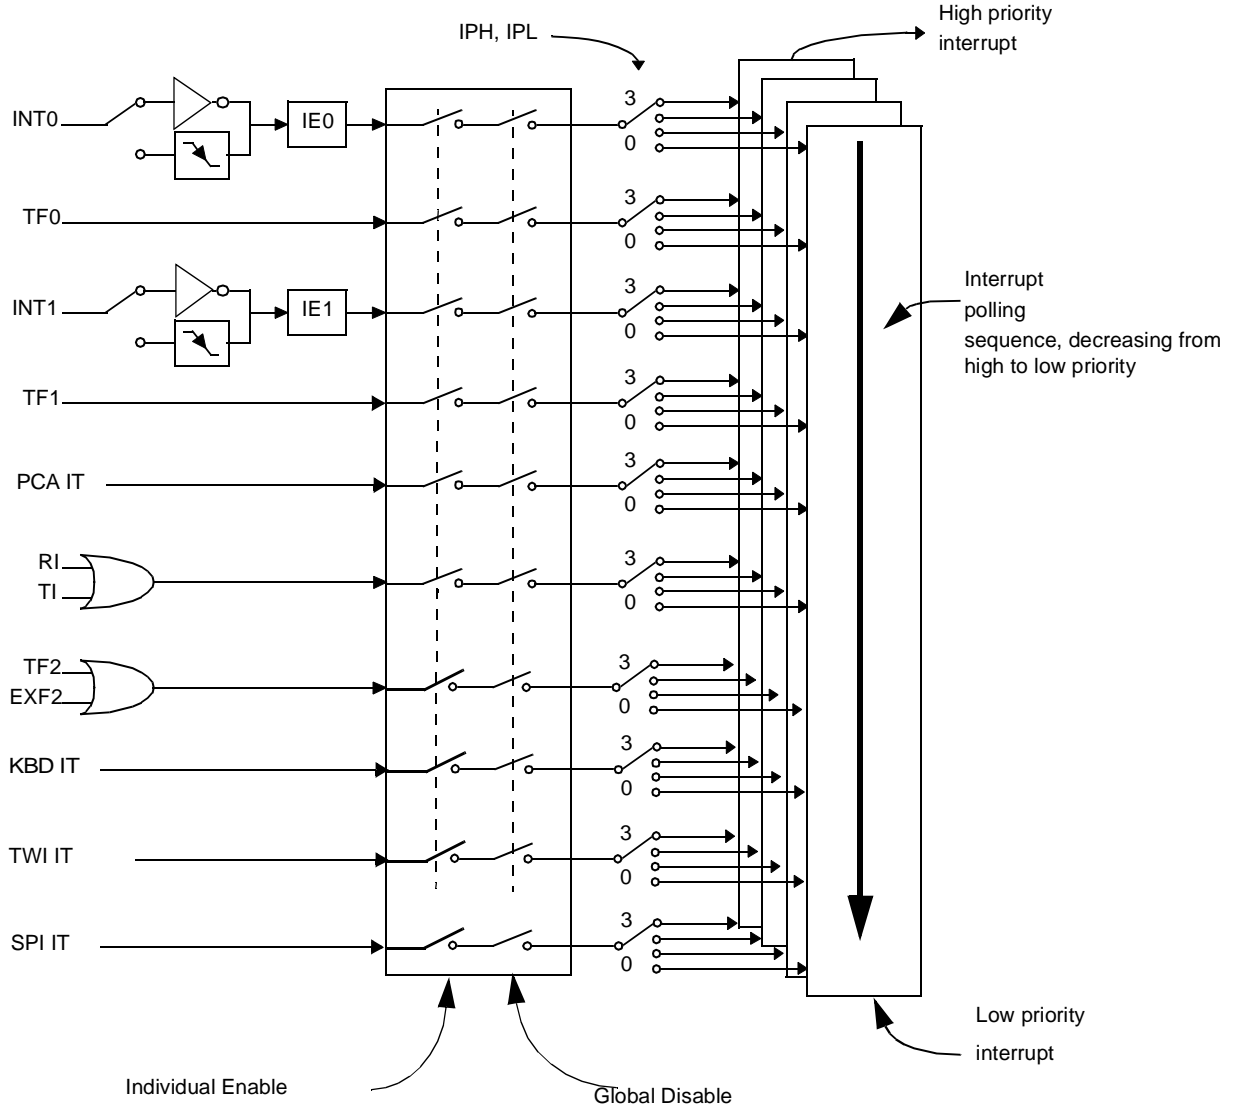 IPH, IPL
High priority
interrupt
INT0
IE0
3
0
TF0
3
0
INT1
IE1
3
0
Interrupt
polling
sequence, decreasing from
high to low priority
TF1
3
0
PCA IT
3
0
RI
TI
3
0
TF2
EXF2
3
0
KBD IT
3
0
TWI IT
3
0
SPI IT
3
0
Low priority
interrupt
Individual Enable
Global Disable